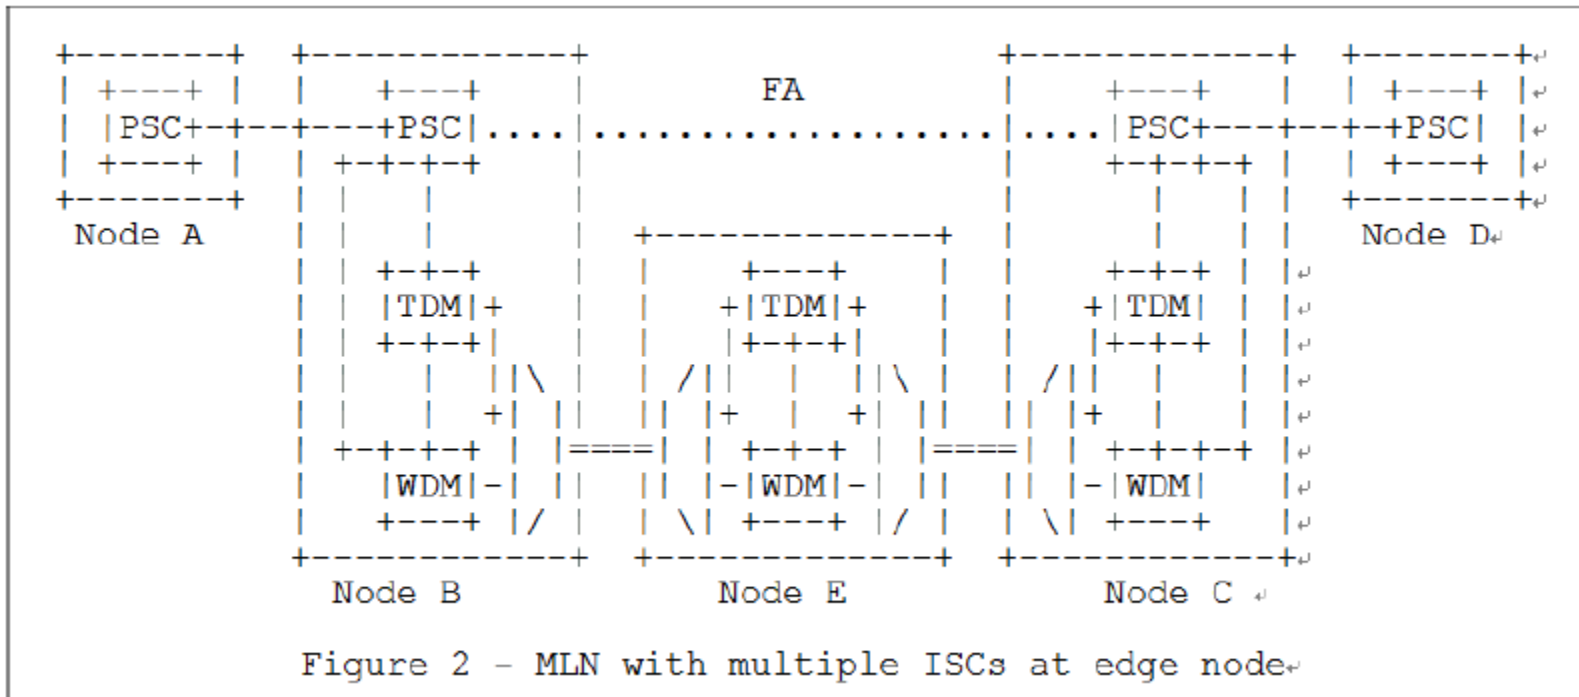 +-------+  +------------+                   +------------+  +-------+
| +---+ |  |   +---+    |        FA         |    +---+   |  | +---+ |
| |PSC+-+--+---+PSC|....|...................|....|PSC+---+--+-+PSC| |
| +---+ |  | +-+-+-+    |                   |    +-+-+-+ |  | +---+ |
+-------+  | |   |      |                   |      |   | |  +-------+
Node A     | |   |      |  +-------------+  |      |   | |   Node D
           | | +-+-+    |  |    +---+    |  |    +-+-+ | |
           | | |TDM|+   |  |   +|TDM|+   |  |   +|TDM| | |
           | | +-+-+|   |  |   |+-+-+|   |  |   |+-+-+ | |
           | |   |  ||\ |  | /||  |  ||\ |  | /||  |   | |
           | |   |  +| ||  || |+  |  +| ||  || |+  |   | |
           | +-+-+-+ | |====| | +-+-+ | |====| | +-+-+-+ |
           |   |WDM|-| ||  || |-|WDM|-| ||  || |-|WDM|   |
           |   +---+ |/ |  | \| +---+ |/ |  | \| +---+   |
           +------------+  +-------------+  +------------+
Node B Node E Node C
Figure 2 - MLN with multiple ISCs at edge node